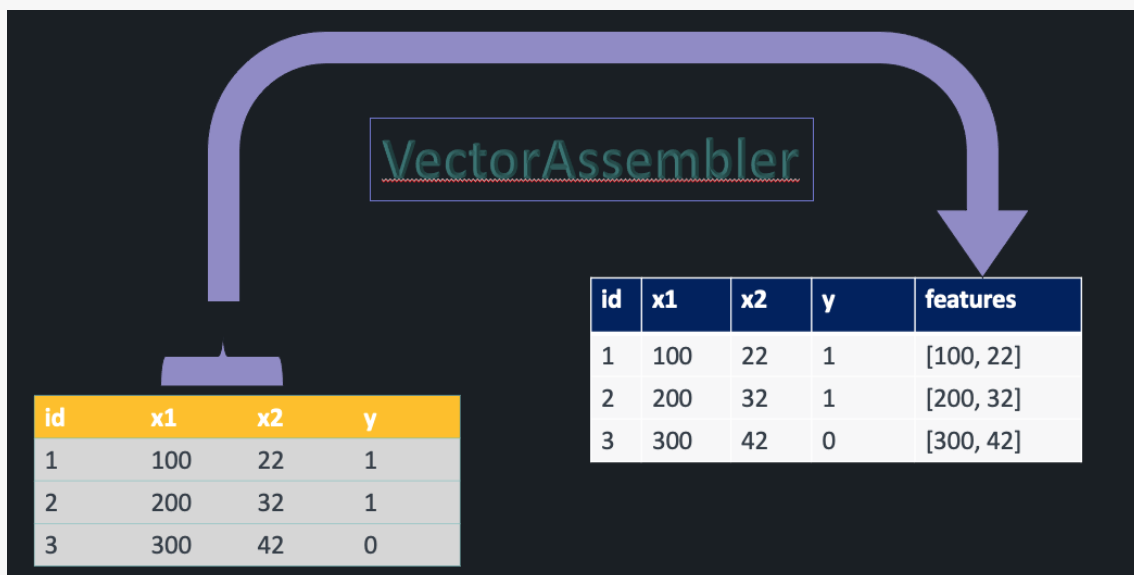 VectorAssembler
id x1 x2 y
1 100 22 1
2 200 32 1
3 300 42 0
id x1 x2 y features
1 100 22 1 [100, 22]
2 200 32 1 [200, 32]
3 300 42 0 [300, 42]